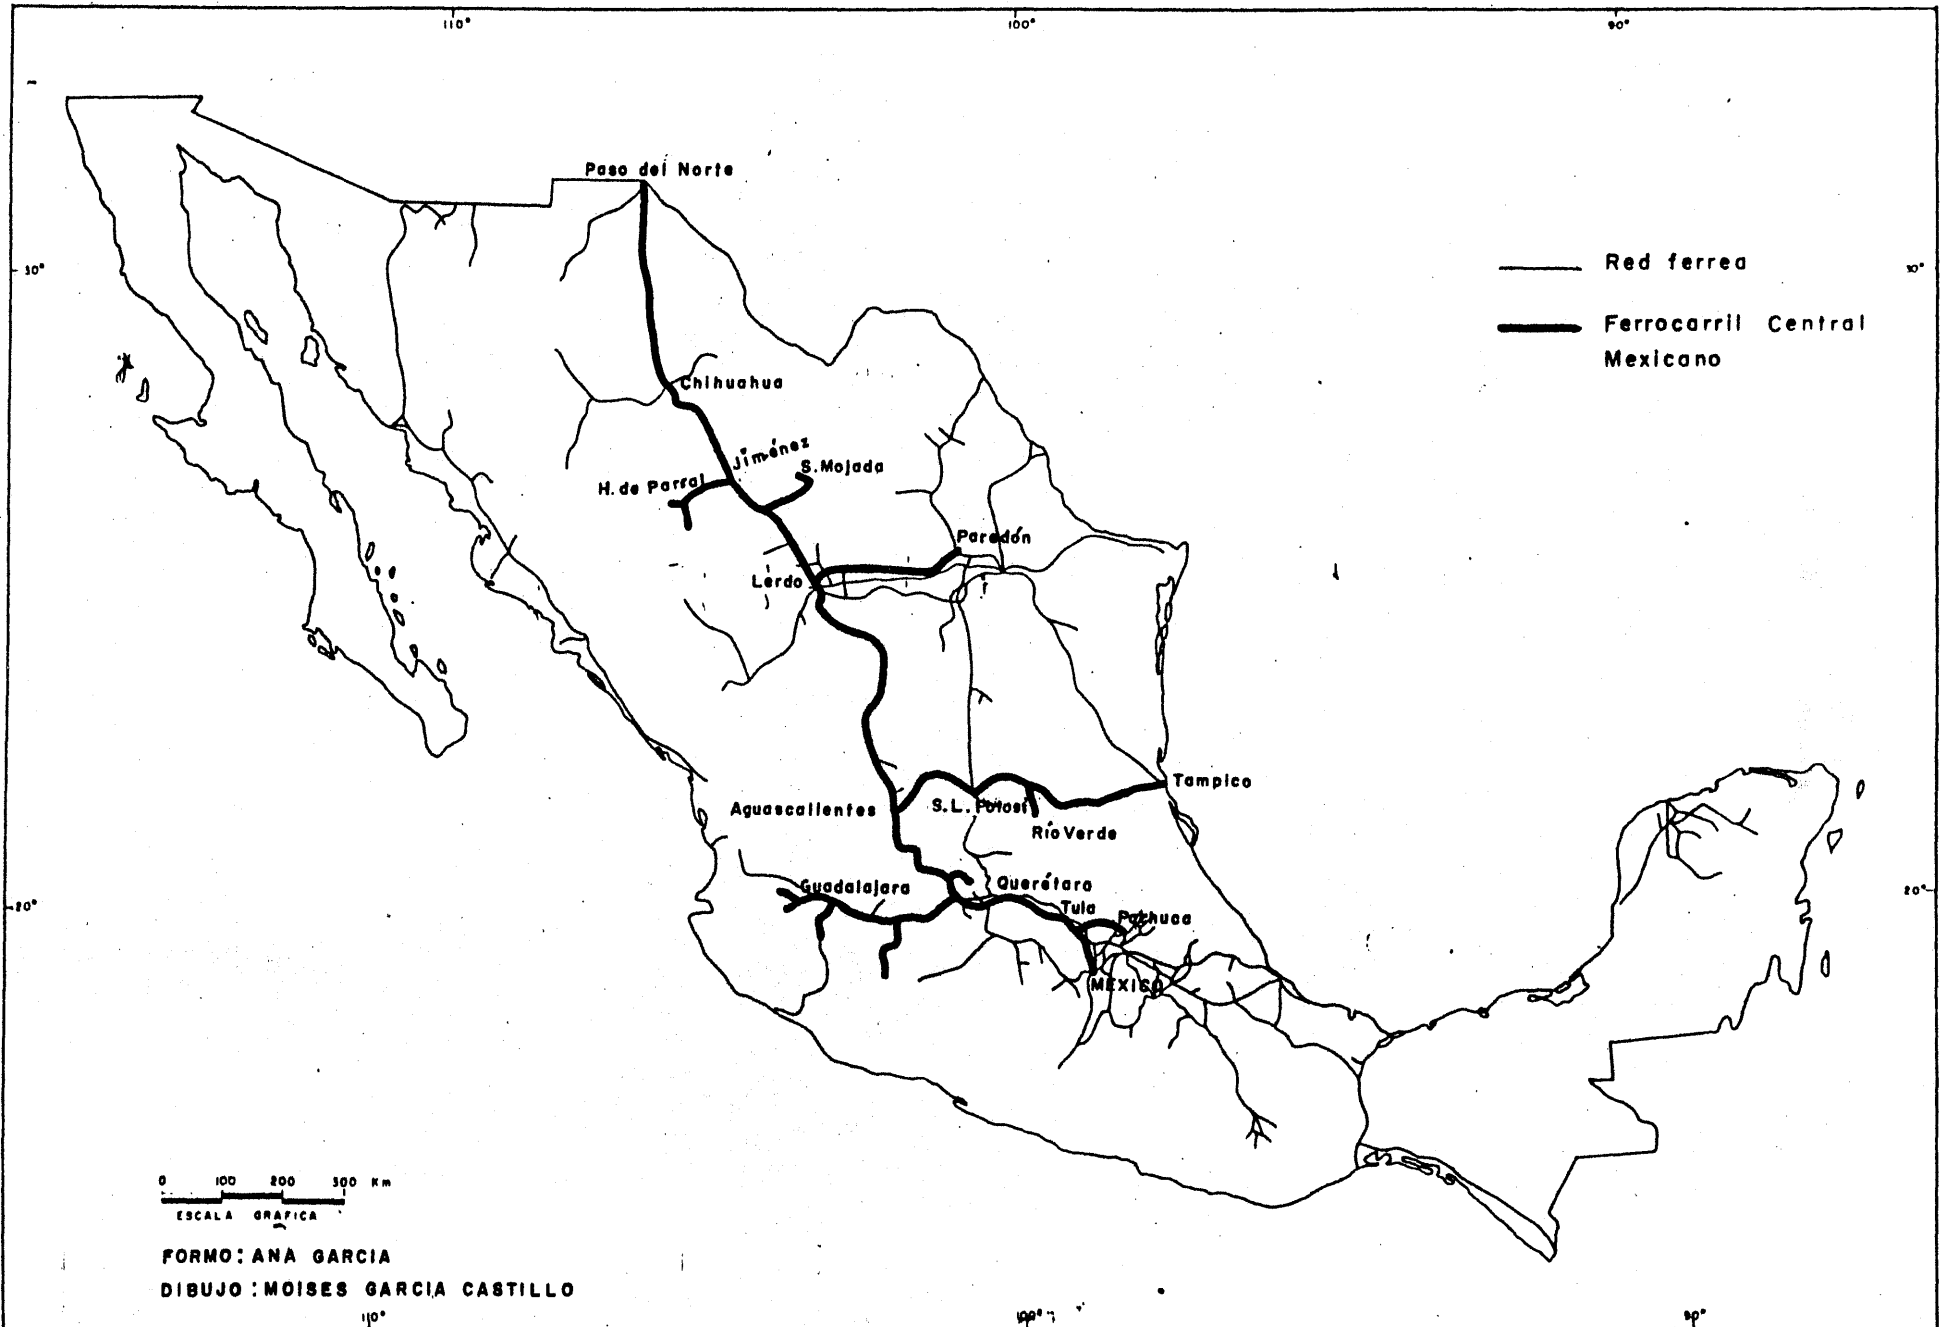 110°
100°
90°
Paso del Norte
30°
30°
Red ferrea
Ferrocarril Central
Mexicano
Chihuahua
Jiménez
S. Mojada
H. de Parral
Paredón
Lerdo
Tampico
Aguascalientes
S. L. Potosí
Río Verde
Guadalajara
Querétaro
20°
20°
Tula
Pachuca
MEXICO
0 100 200 300 Km
ESCALA GRAFICA
FORMO: ANA GARCIA
DIBUJO: MOISES GARCIA CASTILLO
110°
100°
90°